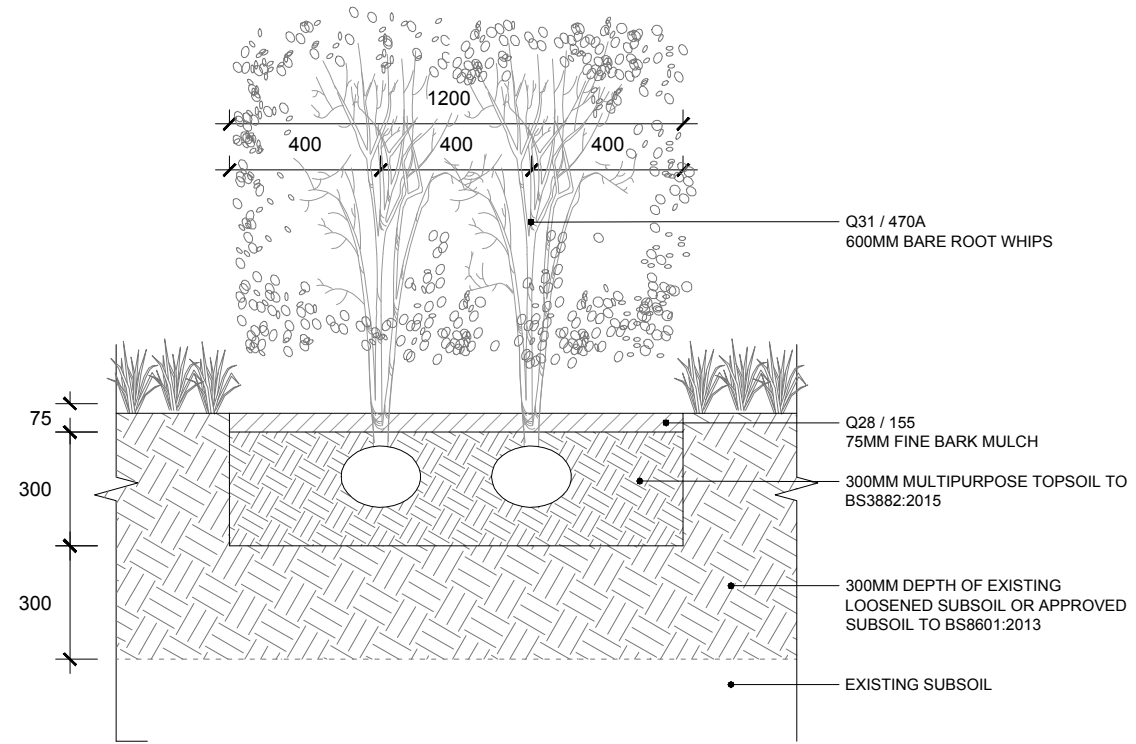 1200
400
400
400
Q31 / 470A
600MM BARE ROOT WHIPS
75
Q28 / 155
75MM FINE BARK MULCH
300
300MM MULTIPURPOSE TOPSOIL TO
BS3882:2015
300
300MM DEPTH OF EXISTING
LOOSENED SUBSOIL OR APPROVED
SUBSOIL TO BS8601:2013
EXISTING SUBSOIL